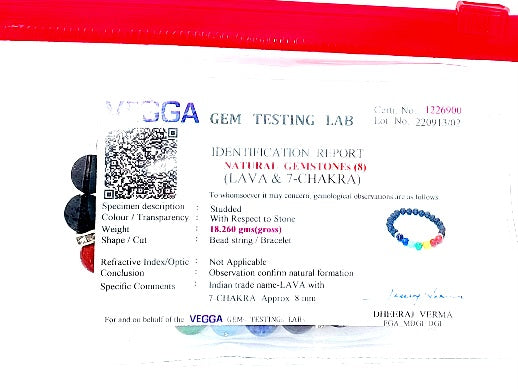 VEGGA GEM TESTING LAB
Certi. No. 1226900
Lot No. 220913/02
IDENTIFICATION REPORT
NATURAL GEMSTONEs (8)
(LAVA & 7-CHAKRA)
To whomsoever it may concern, gemological observations are as follows
Specimen description : Studded
Colour / Transparency : With Respect to Stone
Weight : 18.260 gms(gross)
Shape / Cut : Bead string / Bracelet
Refractive Index/Optic : Not Applicable
Conclusion : Observation confirm natural formation
Specific Comments : Indian trade name-LAVA with
7-CHAKRA Approx 8 mm
For and on behalf of the VEGGA GEM TESTING LAB
DHEERAJ VERMA